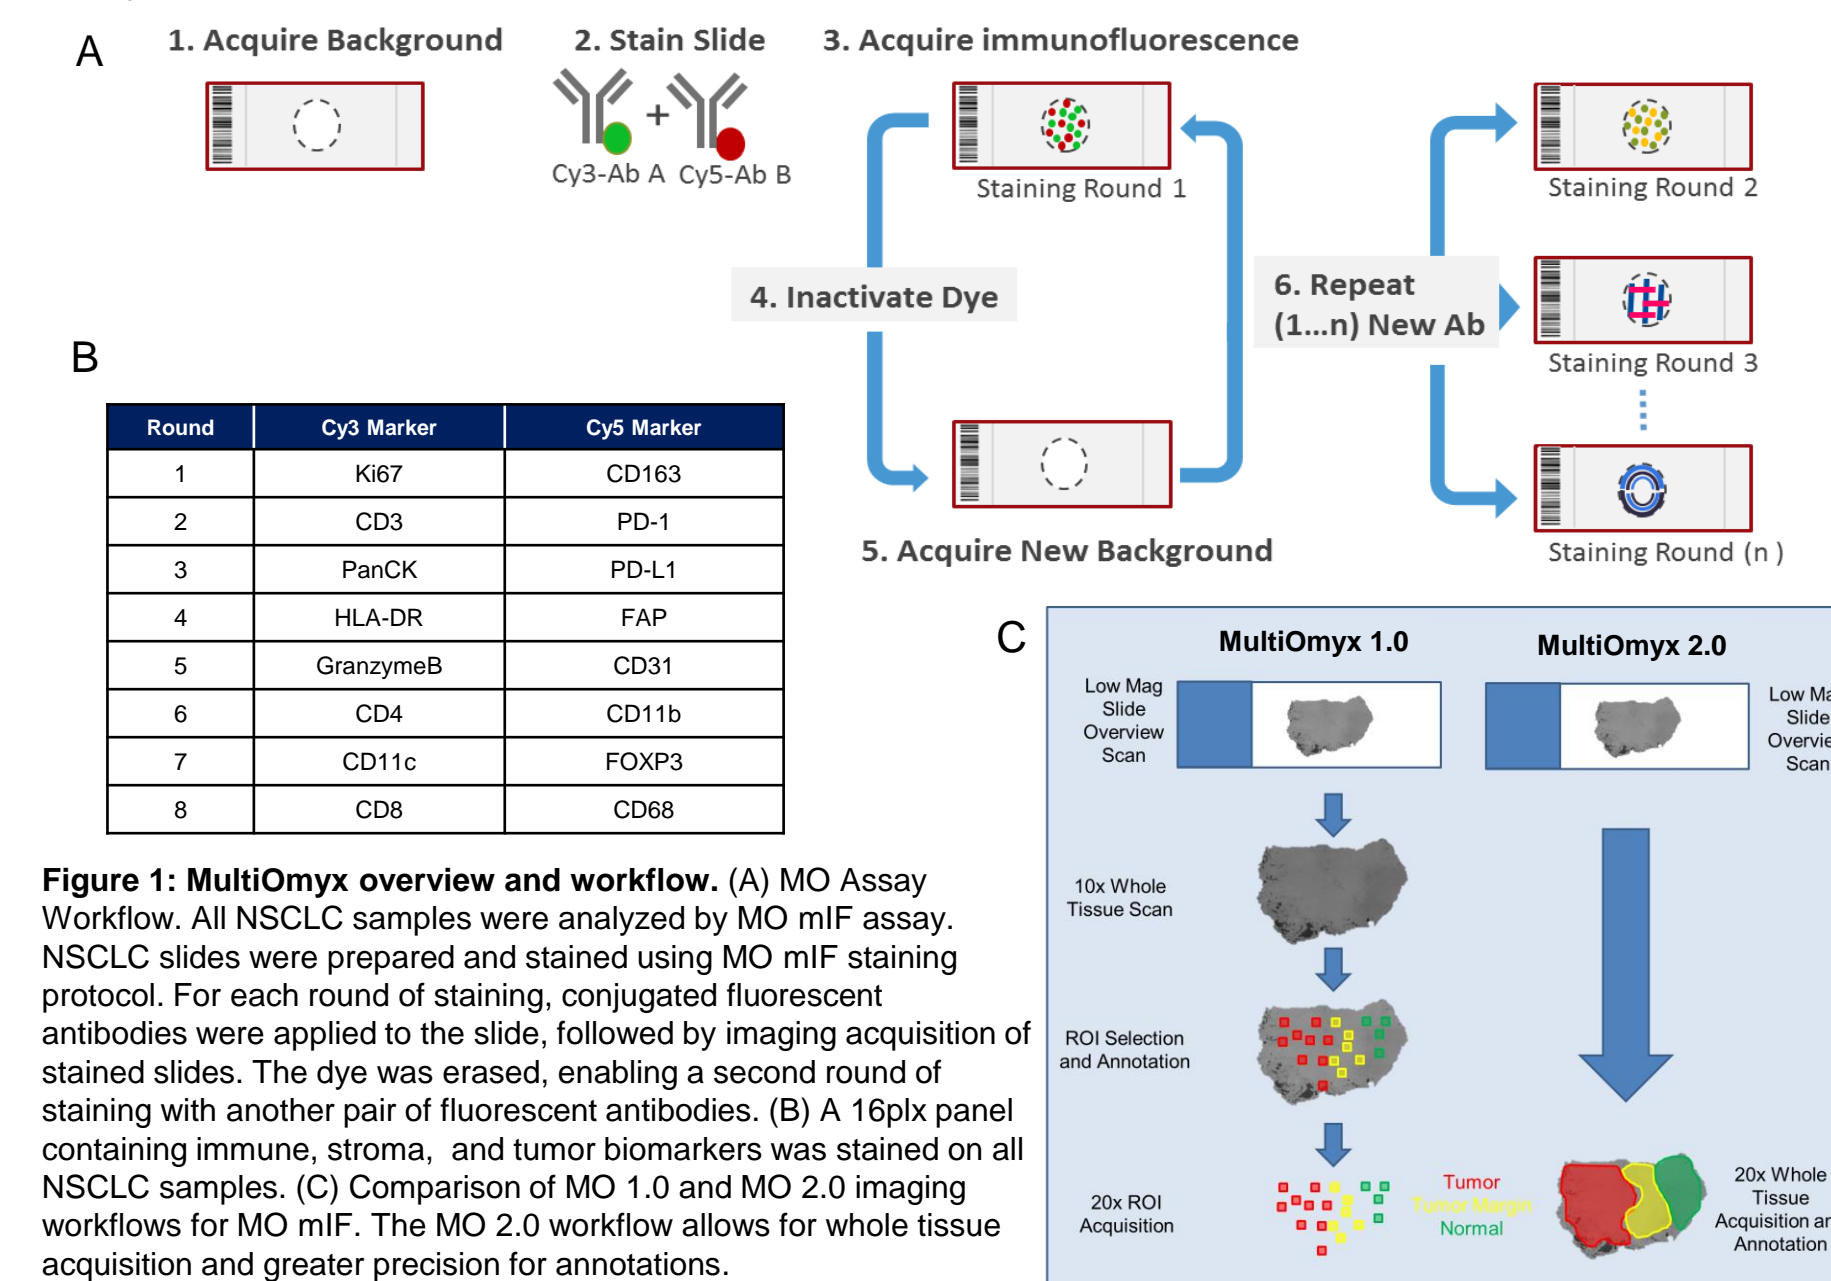 A
1. Acquire Background
2. Stain Slide
3. Acquire immunofluorescence
+
Cy3-Ab A
Cy5-Ab B
Staining Round 1
Staining Round 2
4. Inactivate Dye
6. Repeat
(1...n) New Ab
Staining Round 3
5. Acquire New Background
Staining Round (n )
B
Round Cy3 Marker Cy5 Marker
1 Ki67 CD163
2 CD3 PD-1
3 PanCK PD-L1
4 HLA-DR FAP
5 GranzymeB CD31
6 CD4 CD11b
7 CD11c FOXP3
8 CD8 CD68
Figure 1: MultiOmyx overview and workflow. (A) MO Assay
Workflow. All NSCLC samples were analyzed by MO mIF assay.
NSCLC slides were prepared and stained using MO mIF staining
protocol. For each round of staining, conjugated fluorescent
antibodies were applied to the slide, followed by imaging acquisition of
stained slides. The dye was erased, enabling a second round of
staining with another pair of fluorescent antibodies. (B) A 16plx panel
containing immune, stroma,  and tumor biomarkers was stained on all
NSCLC samples. (C) Comparison of MO 1.0 and MO 2.0 imaging
workflows for MO mIF. The MO 2.0 workflow allows for whole tissue
acquisition and greater precision for annotations.
C
MultiOmyx 1.0
MultiOmyx 2.0
Low Mag
Slide
Overview
Scan
Low
Slide
Scan
10x Whole
Tissue Scan
ROI Selection
and Annotation
20x ROI
Acquisition
Tumor
Tumor Margin
Normal
20x Whole
Tissue
Acquisition
Annotation